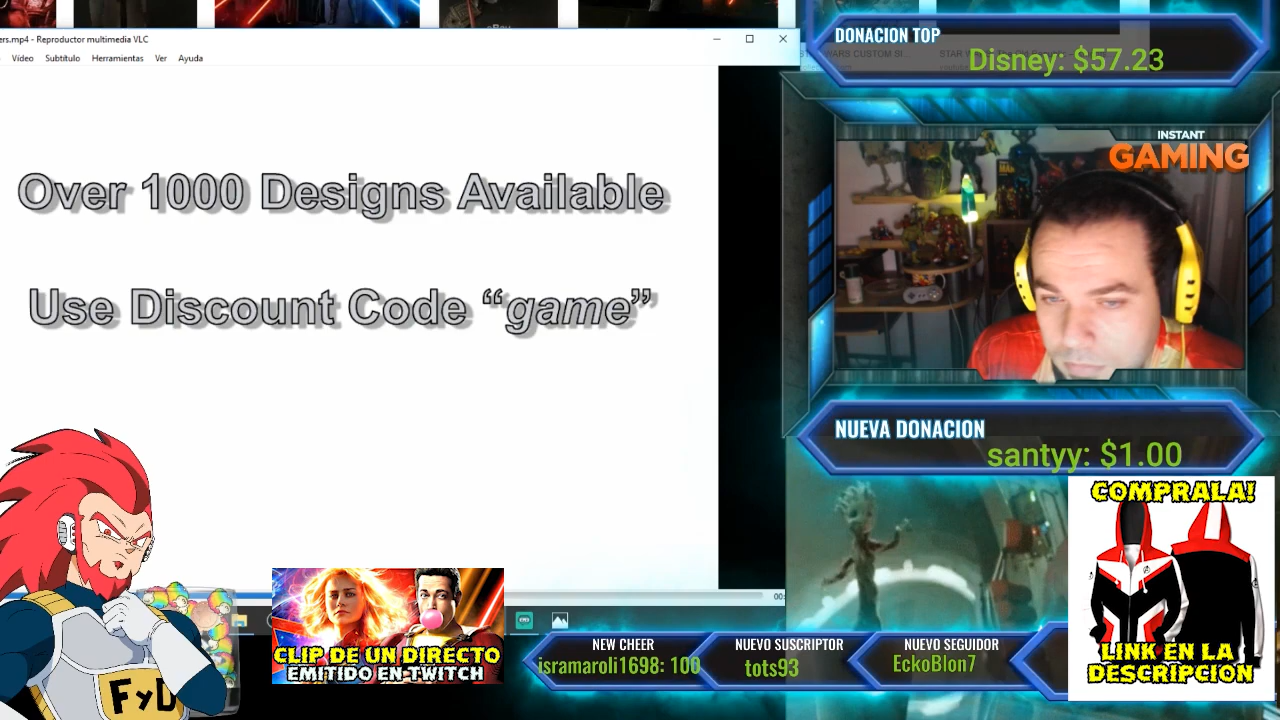 ers.mp4 - Reproductor multimedia VLC
Vídeo Subtítulo Herramientas Ver Ayuda
Over 1000 Designs Available
Use Discount Code “game”
DONACION TOP
Disney: $57.23
INSTANT
GAMING
NUEVA DONACION
santyy: $1.00
COMPRALA!
LINK EN LA
DESCRIPCION
FyD
CLIP DE UN DIRECTO
EMITIDO EN TWITCH
NEW CHEER
isramaroli1698: 100
NUEVO SUSCRIPTOR
tots93
NUEVO SEGUIDOR
EckoBlon7